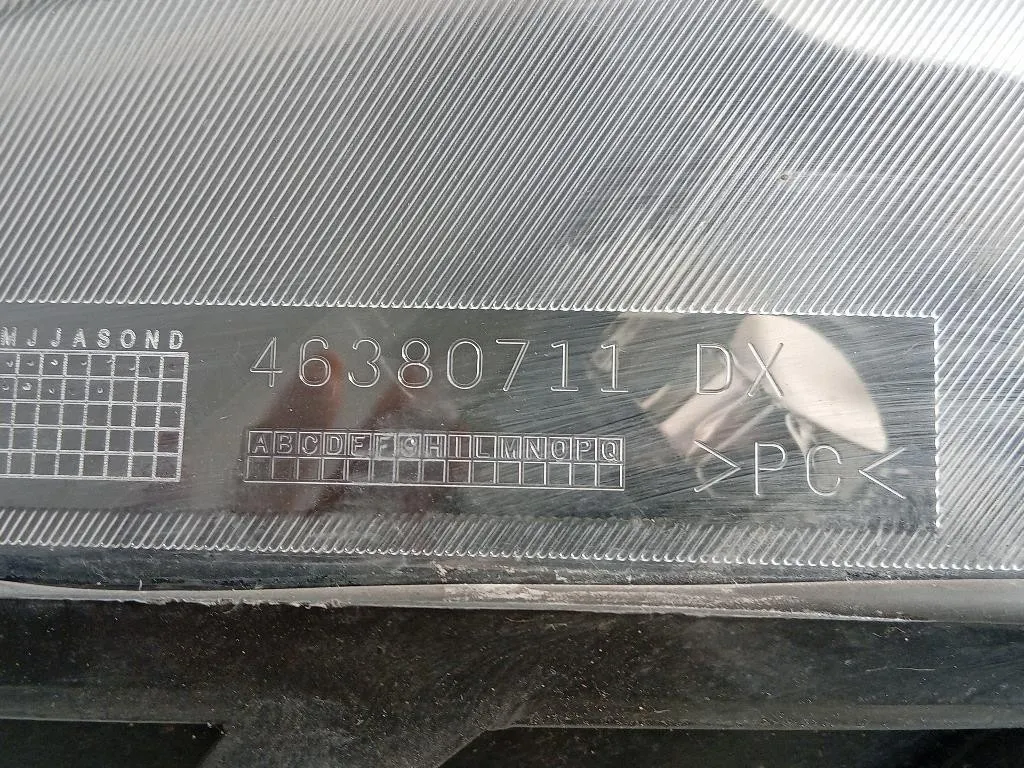 MJJASOND
46380711 DX
ABCDEFGHILMNOPQ
>PC<